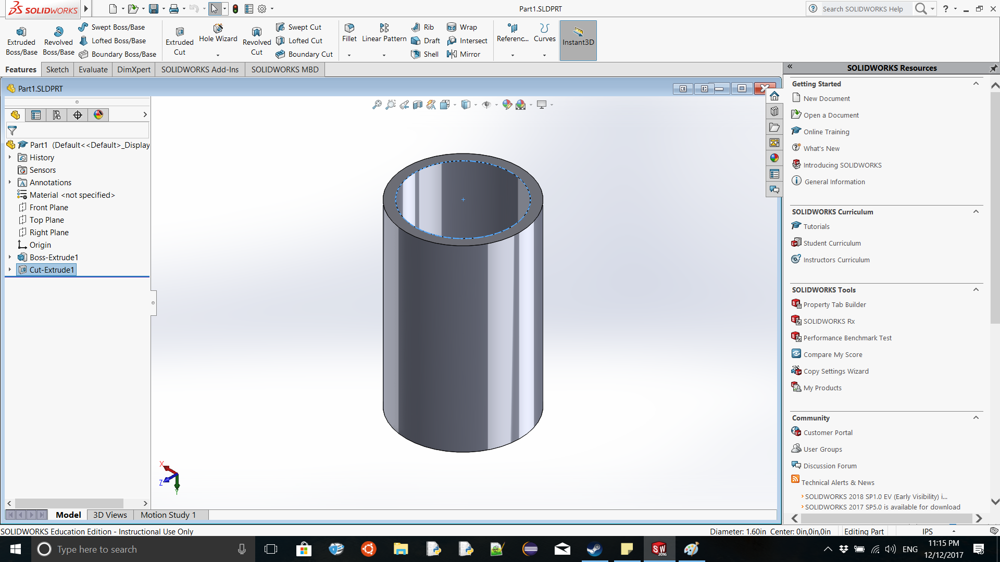 SOLIDWORKS
Part1.SLDPRT
Search SOLIDWORKS Help
?
Extruded Boss/Base
Revolved Boss/Base
Swept Boss/Base
Lofted Boss/Base
Boundary Boss/Base
Extruded Cut
Hole Wizard
Revolved Cut
Swept Cut
Lofted Cut
Boundary Cut
Fillet
Linear Pattern
Rib
Draft
Shell
Wrap
Intersect
Mirror
Referenc...
Curves
Instant3D
Features
Sketch
Evaluate
DimXpert
SOLIDWORKS Add-Ins
SOLIDWORKS MBD
Part1.SLDPRT
Part1 (Default<<Default>_Display
History
Sensors
Annotations
Material <not specified>
Front Plane
Top Plane
Right Plane
Origin
Boss-Extrude1
Cut-Extrude1
X
Z
Y
Model
3D Views
Motion Study 1
SOLIDWORKS Resources
Getting Started
New Document
Open a Document
Online Training
What's New
Introducing SOLIDWORKS
General Information
SOLIDWORKS Curriculum
Tutorials
Student Curriculum
Instructors Curriculum
SOLIDWORKS Tools
Property Tab Builder
SOLIDWORKS Rx
Performance Benchmark Test
Compare My Score
Copy Settings Wizard
My Products
Community
Customer Portal
User Groups
Discussion Forum
Technical Alerts & News
SOLIDWORKS 2018 SP1.0 EV (Early Visibility) i...
SOLIDWORKS 2017 SP5.0 is available for download
SOLIDWORKS Education Edition - Instructional Use Only
Diameter: 1.60in Center: 0in,0in,0in
Editing Part
IPS
Type here to search
SW
2016
ENG
11:15 PM
12/12/2017